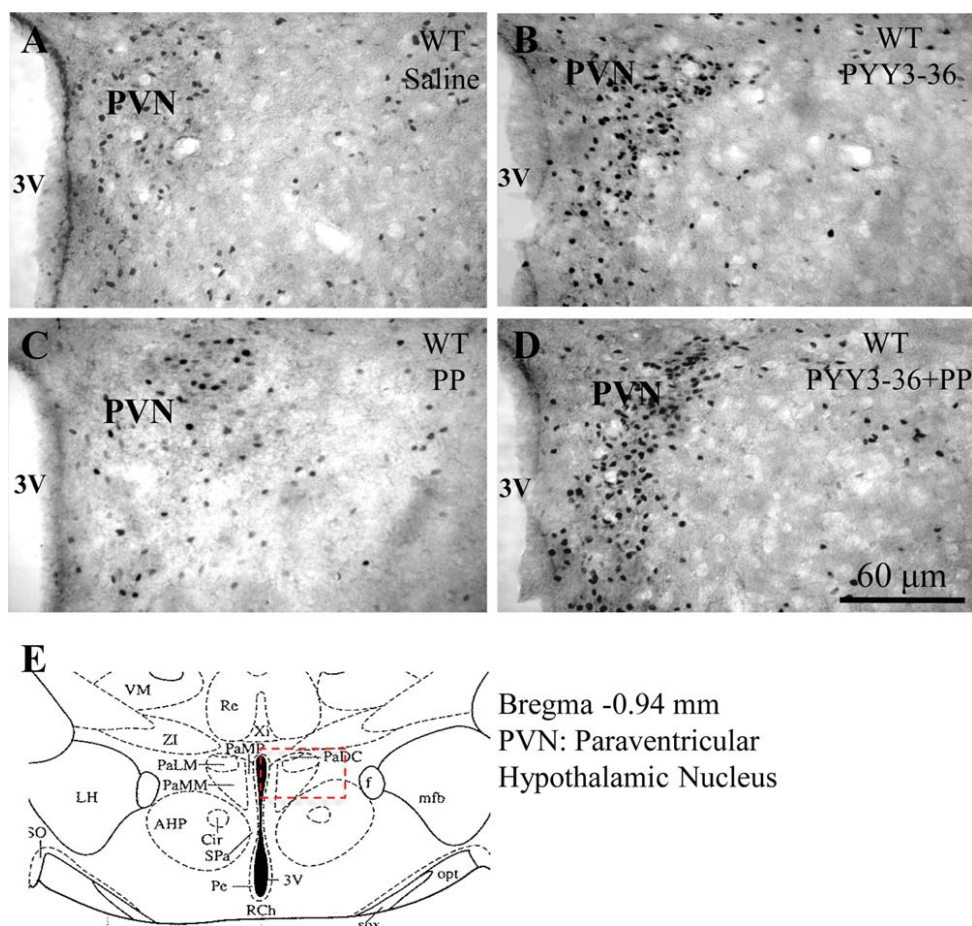 A
WT
Saline
PVN
3V
B
WT
PYY3-36
PVN
3V
C
WT
PP
PVN
3V
D
WT
PYY3-36+PP
PVN
3V
60 μm
E
VM
Re
ZI
Xi
PaMP
PaDC
PaLM
PaMM
LH
f
mfb
AHP
Cir
SPa
SO
Pe
3V
opt
RCh
sox
Bregma -0.94 mm
PVN: Paraventricular
Hypothalamic Nucleus